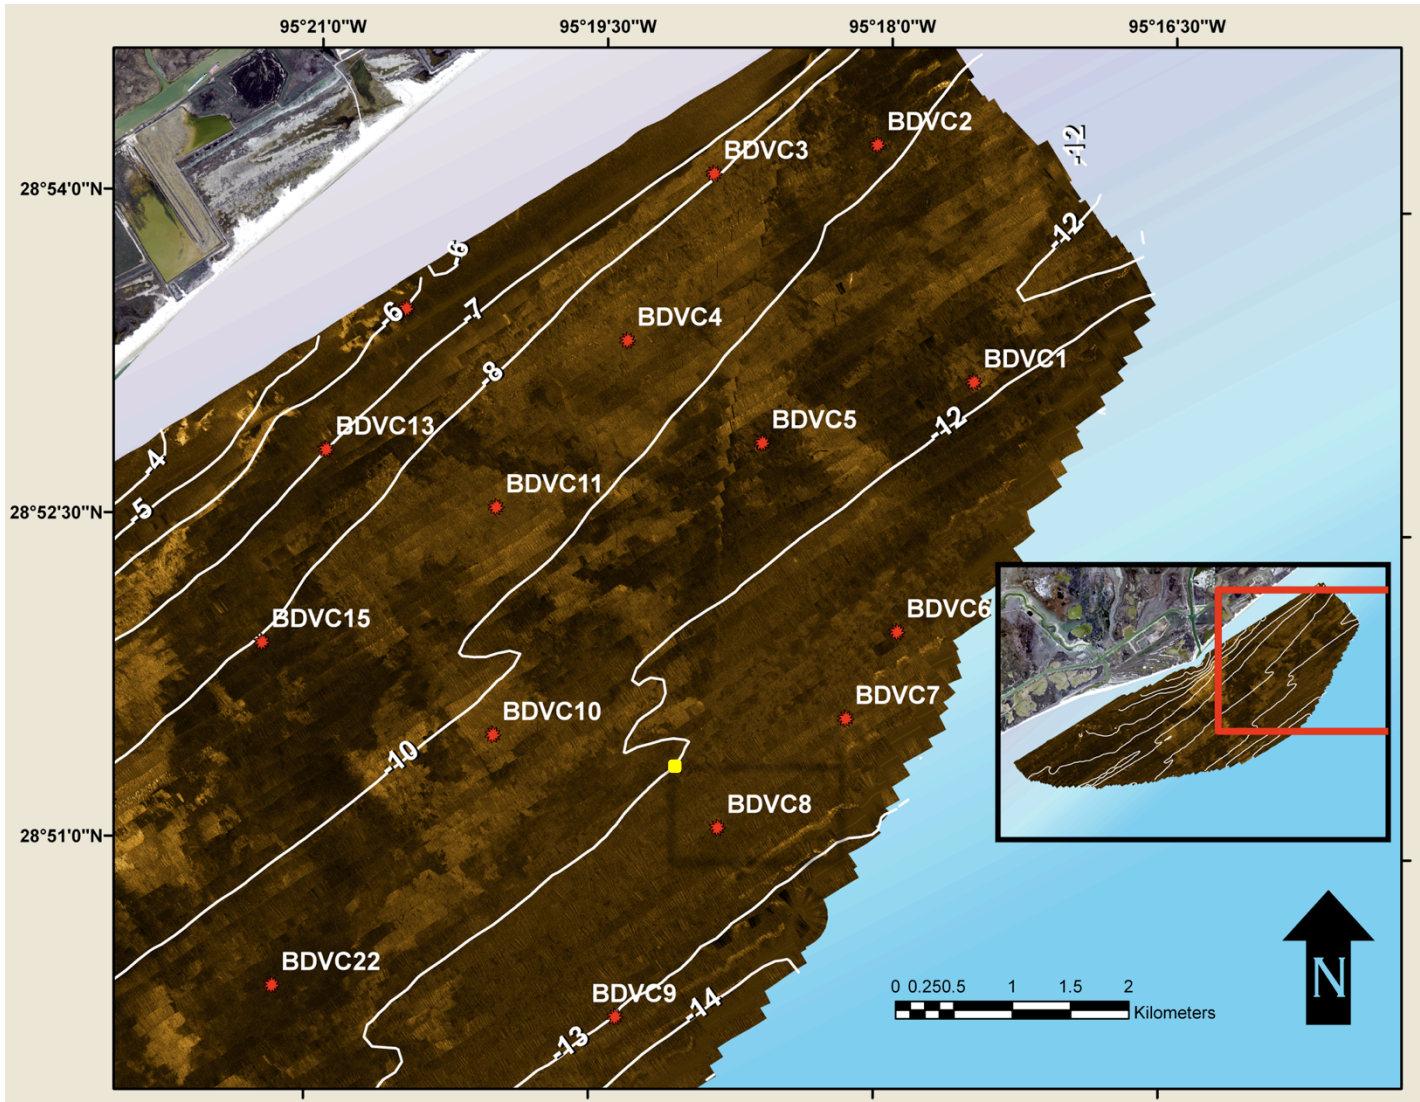 95°21'0"W 95°19'30"W 95°18'0"W 95°16'30"W
BDVC2
-12
BDVC3
28°54'0"N
-12
-6
-7
-6
BDVC4
BDVC1
-8
BDVC5
-12
BDVC13
-4
BDVC11
28°52'30"N
-5
BDVC6
BDVC15
BDVC7
BDVC10
-10
BDVC8
28°51'0"N
BDVC22
BDVC9
-14
-13
0 0.250.5 1 1.5 2
Kilometers
N